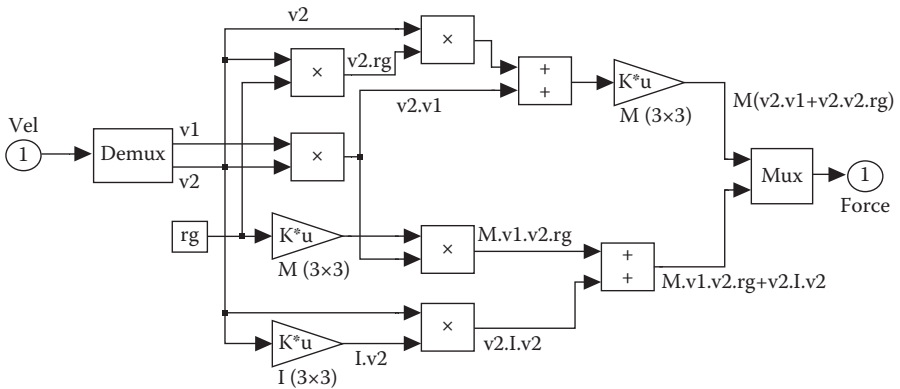 v2
×
×
v2.rg
+
+
K*u
M (3×3)
M(v2.v1+v2.v2.rg)
v2.v1
Vel
1
Demux
v1
v2
×
Mux
1
Force
rg
K*u
M (3×3)
×
M.v1.v2.rg
+
+
M.v1.v2.rg+v2.I.v2
K*u
I (3×3)
I.v2
×
v2.I.v2